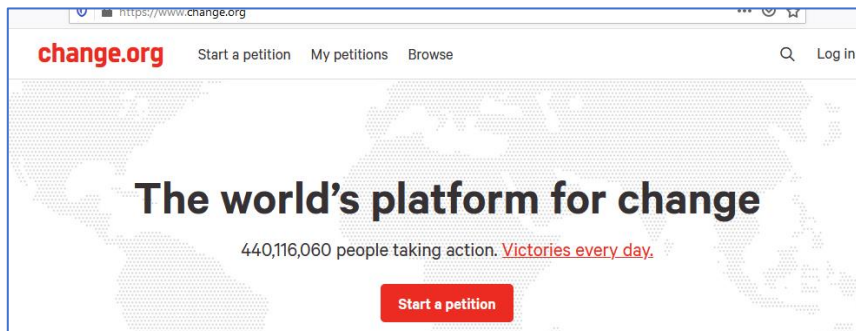 https://www.change.org
change.org Start a petition My petitions Browse Log in
The world's platform for change
440,116,060 people taking action. Victories every day.
Start a petition